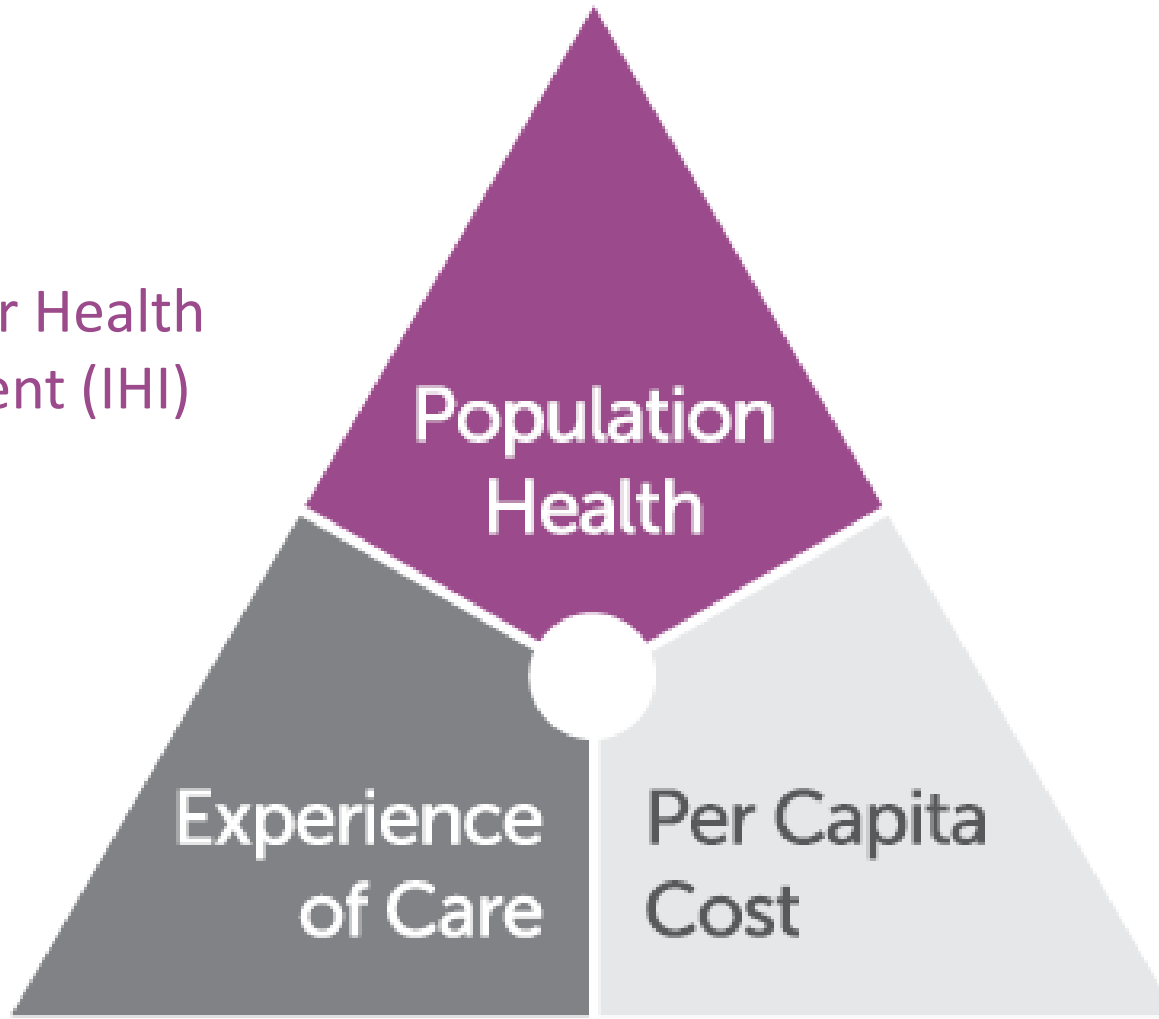 r Health
ent (IHI)
Population
Health
Experience
of Care
Per Capita
Cost